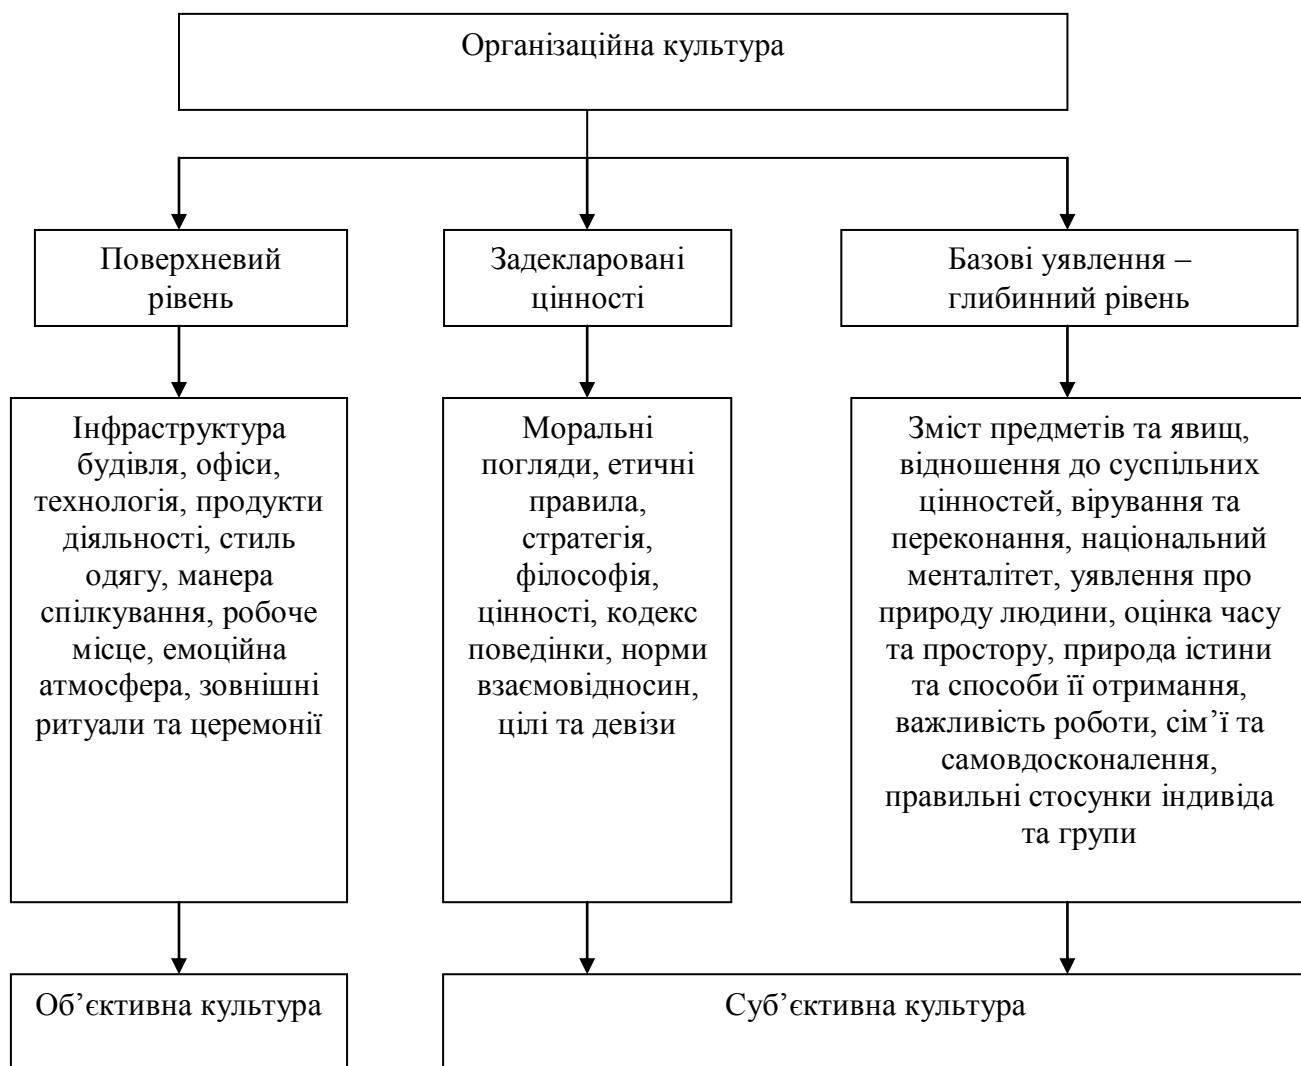 Організаційна культура
Поверхневий
рівень
Задекларовані
цінності
Базові уявлення –
глибинний рівень
Інфраструктура
будівля, офіси,
технологія, продукти
діяльності, стиль
одягу, манера
спілкування, робоче
місце, емоційна
атмосфера, зовнішні
ритуали та церемонії
Моральні
погляди, етичні
правила,
стратегія,
філософія,
цінності, кодекс
поведінки, норми
взаємовідносин,
цілі та девізи
Зміст предметів та явищ,
відношення до суспільних
цінностей, вірування та
переконання, національний
менталітет, уявлення про
природу людини, оцінка часу
та простору, природа істини
та способи її отримання,
важливість роботи, сім’ї та
самовдосконалення,
правильні стосунки індивіда
та групи
Об’єктивна культура
Суб’єктивна культура